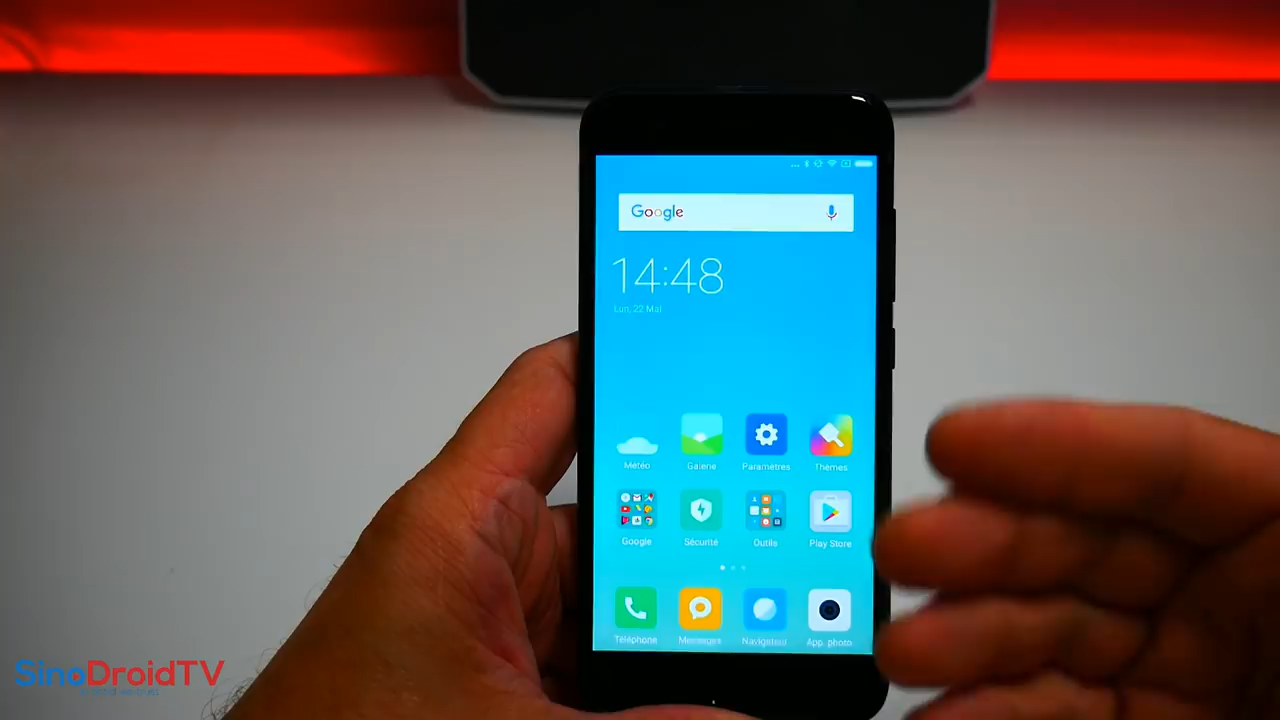 Google
14:48
Lun, 22 Mai
Météo Galerie Paramètres Thèmes
Google Sécurité Outils Play Store
Téléphone Messages Navigateur App. photo
SinoDroidTV